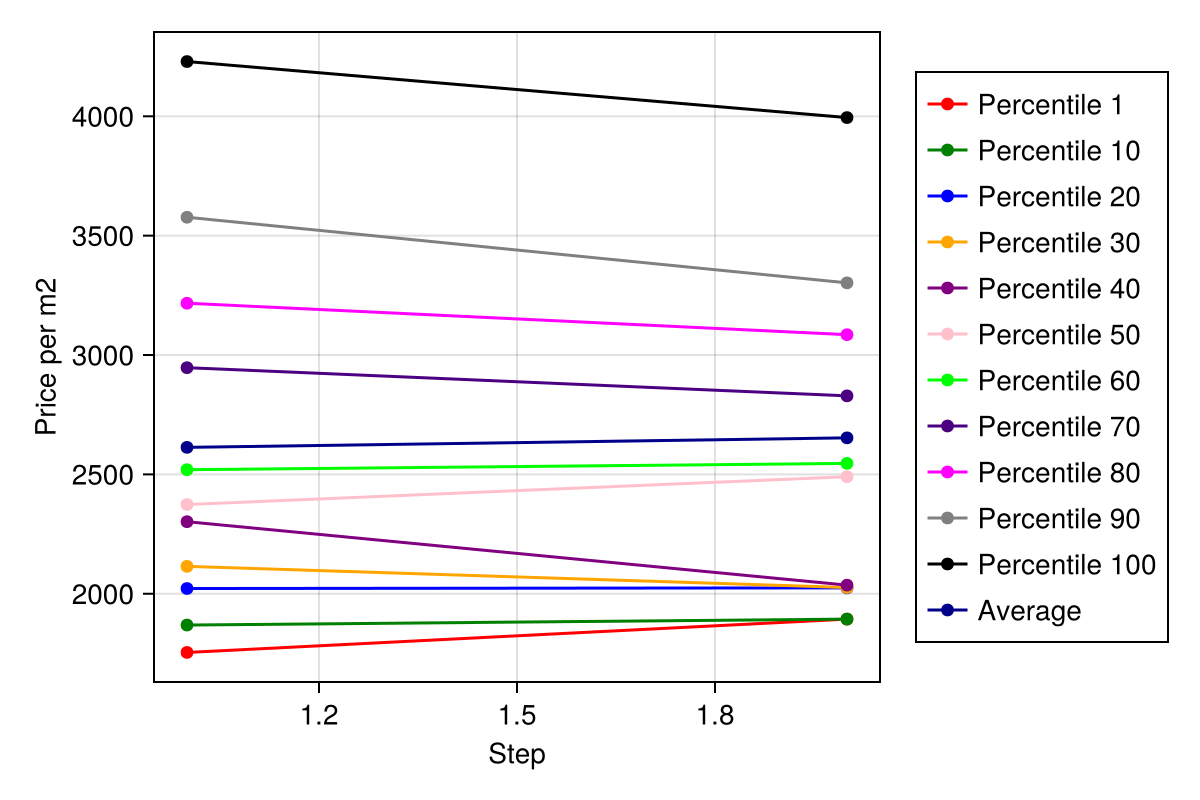 Price per m2
4000
3500
3000
2500
2000
1.2 1.5 1.8
Step
Percentile 1
Percentile 10
Percentile 20
Percentile 30
Percentile 40
Percentile 50
Percentile 60
Percentile 70
Percentile 80
Percentile 90
Percentile 100
Average